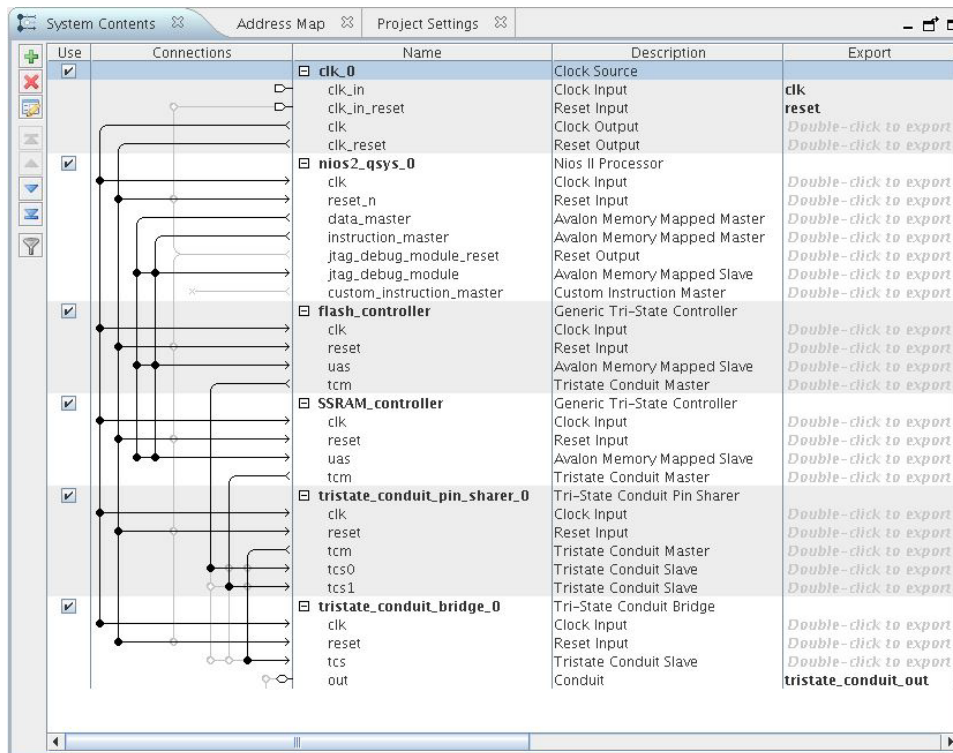 System Contents Address Map Project Settings
Use Connections Name Description Export
clk_0 Clock Source
clk_in Clock Input clk
clk_in_reset Reset Input reset
clk Clock Output Double-click to export
clk_reset Reset Output Double-click to export
nios2_qsys_0 Nios II Processor
clk Clock Input Double-click to export
reset_n Reset Input Double-click to export
data_master Avalon Memory Mapped Master Double-click to export
instruction_master Avalon Memory Mapped Master Double-click to export
jtag_debug_module_reset Reset Output Double-click to export
jtag_debug_module Avalon Memory Mapped Slave Double-click to export
custom_instruction_master Custom Instruction Master Double-click to export
flash_controller Generic Tri-State Controller
clk Clock Input Double-click to export
reset Reset Input Double-click to export
uas Avalon Memory Mapped Slave Double-click to export
tcm Tristate Conduit Master Double-click to export
SSRAM_controller Generic Tri-State Controller
clk Clock Input Double-click to export
reset Reset Input Double-click to export
uas Avalon Memory Mapped Slave Double-click to export
tcm Tristate Conduit Master Double-click to export
tristate_conduit_pin_sharer_0 Tri-State Conduit Pin Sharer
clk Clock Input Double-click to export
reset Reset Input Double-click to export
tcm Tristate Conduit Master Double-click to export
tcs0 Tristate Conduit Slave Double-click to export
tcs1 Tristate Conduit Slave Double-click to export
tristate_conduit_bridge_0 Tri-State Conduit Bridge
clk Clock Input Double-click to export
reset Reset Input Double-click to export
tcs Tristate Conduit Slave Double-click to export
out Conduit tristate_conduit_out